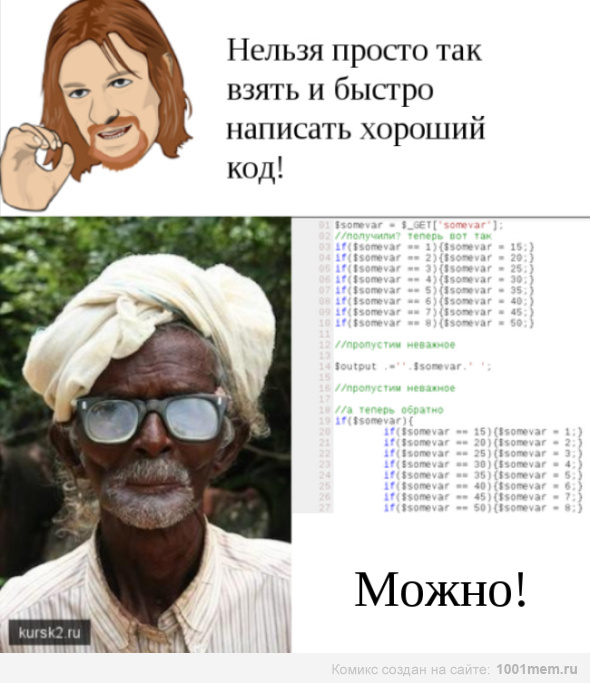 Нельзя просто так
взять и быстро
написать хороший
код!
01 $somevar = $_GET['somevar'];
02 //получили? теперь вот так
03 if($somevar == 1){$somevar = 15;}
04 if($somevar == 2){$somevar = 20;}
05 if($somevar == 3){$somevar = 25;}
06 if($somevar == 4){$somevar = 30;}
07 if($somevar == 5){$somevar = 35;}
08 if($somevar == 6){$somevar = 40;}
09 if($somevar == 7){$somevar = 45;}
10 if($somevar == 8){$somevar = 50;}
11
12 //пропустим неважное
13
14 $output .=''.$somevar.' ';
15
16 //пропустим неважное
17
18 //а теперь обратно
19 if($somevar){
20 if($somevar == 15){$somevar = 1;}
21 if($somevar == 20){$somevar = 2;}
22 if($somevar == 25){$somevar = 3;}
23 if($somevar == 30){$somevar = 4;}
24 if($somevar == 35){$somevar = 5;}
25 if($somevar == 40){$somevar = 6;}
26 if($somevar == 45){$somevar = 7;}
27 if($somevar == 50){$somevar = 8;}
Можно!
kursk2.ru
Комикс создан на сайте: 1001mem.ru